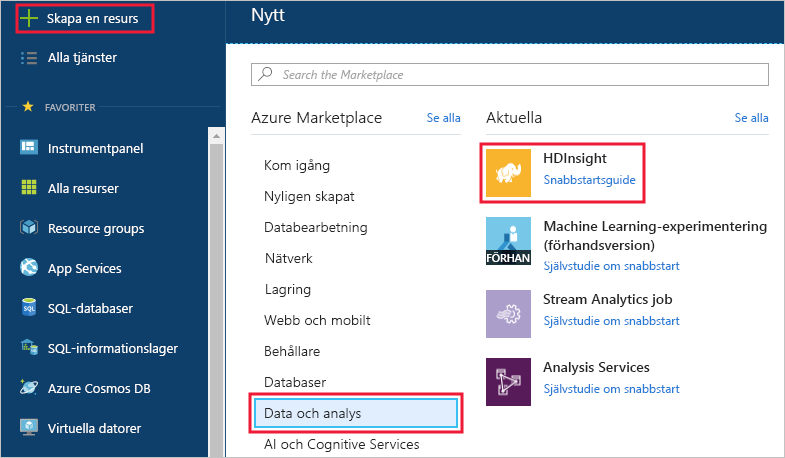 Skapa en resurs
Alla tjänster
FAVORITER
Instrumentpanel
Alla resurser
Resource groups
App Services
SQL-databaser
SQL-informationslager
Azure Cosmos DB
Virtuella datorer
Nytt
Search the Marketplace
Azure Marketplace
Se alla
Kom igång
Nyligen skapat
Databearbetning
Nätverk
Lagring
Webb och mobilt
Behållare
Databaser
Data och analys
AI och Cognitive Services
Aktuella
Se alla
HDInsight
Snabbstartsguide
FÖRHAN
Machine Learning-experimentering
(förhandsversion)
Självstudie om snabbstart
Stream Analytics job
Självstudie om snabbstart
Analysis Services
Självstudie om snabbstart